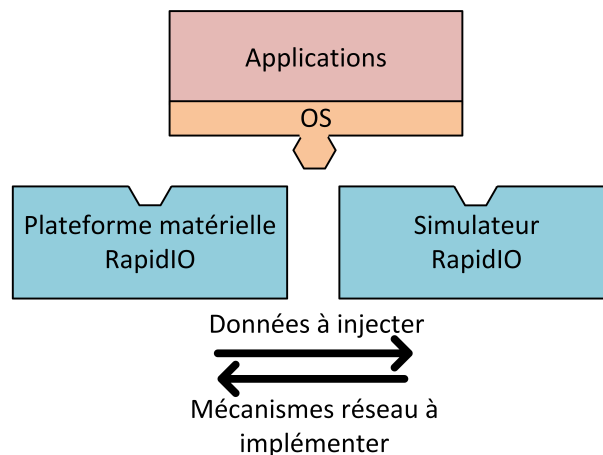 Applications
OS
Plateforme matérielle
RapidIO
Simulateur
RapidIO
Données à injecter
Mécanismes réseau à
implémenter